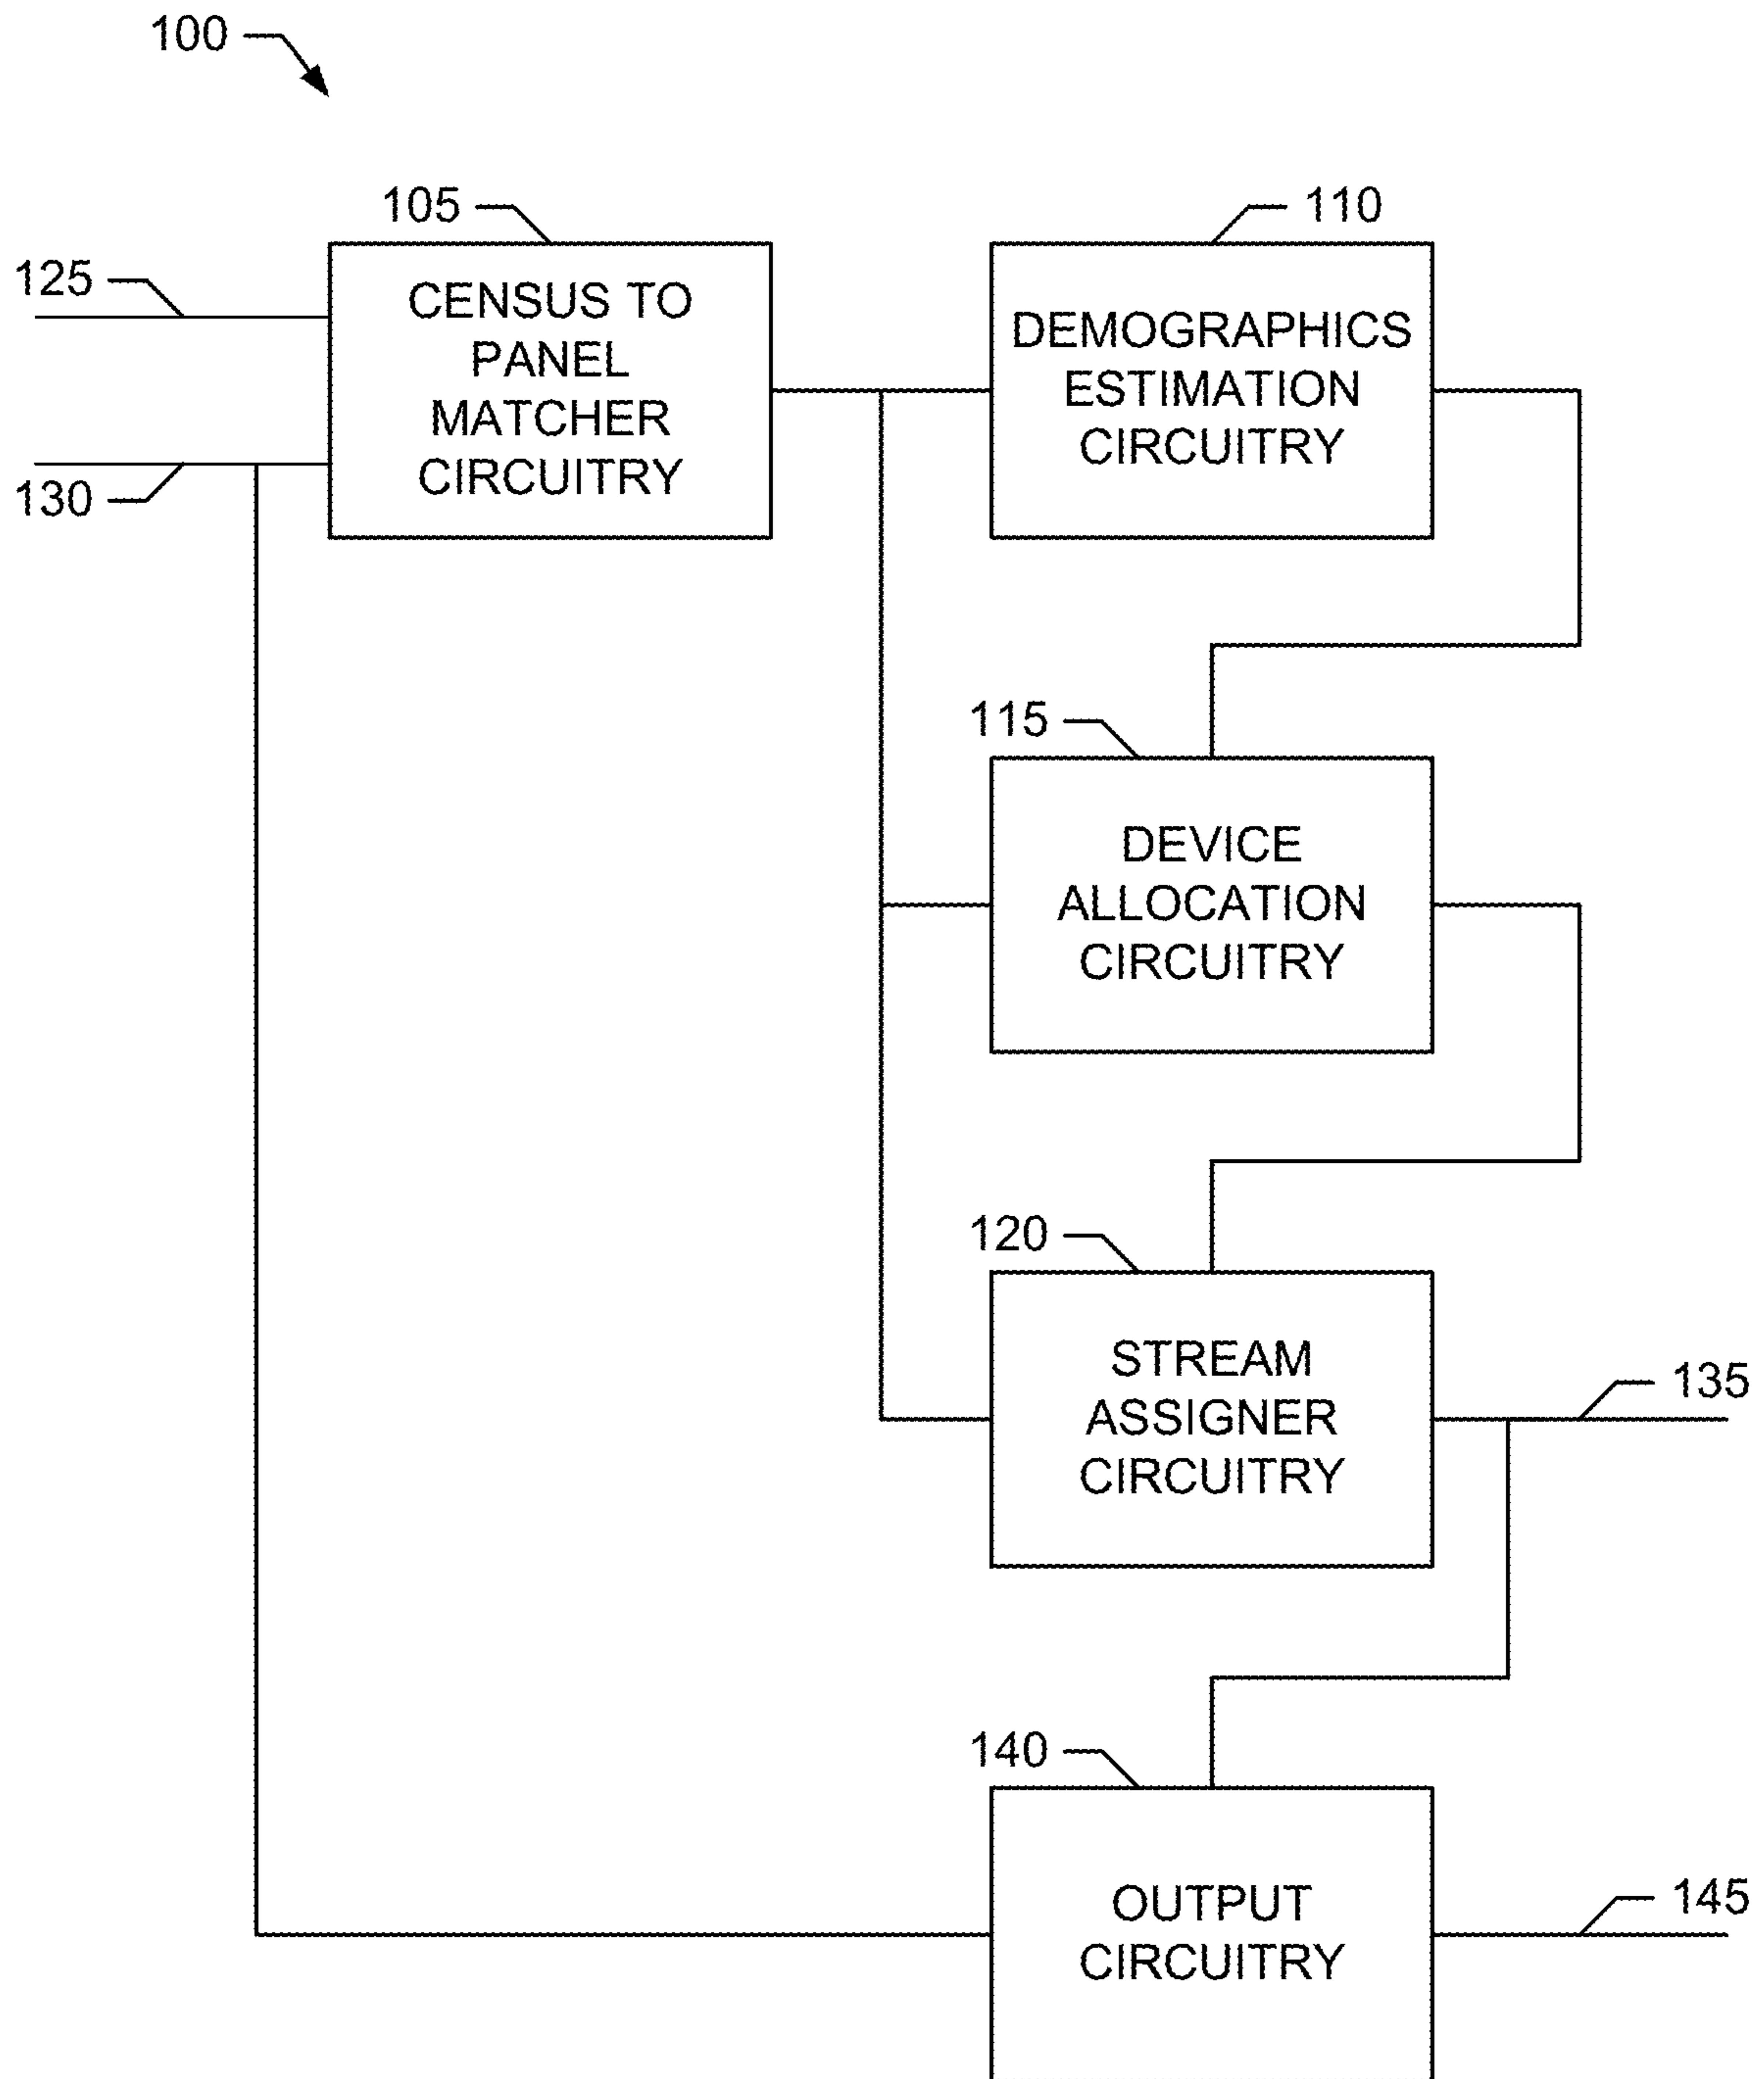 100
105
110
125
CENSUS TO
PANEL
MATCHER
CIRCUITRY
DEMOGRAPHICS
ESTIMATION
CIRCUITRY
130
115
DEVICE
ALLOCATION
CIRCUITRY
120
STREAM
ASSIGNER
CIRCUITRY
135
140
OUTPUT
CIRCUITRY
145